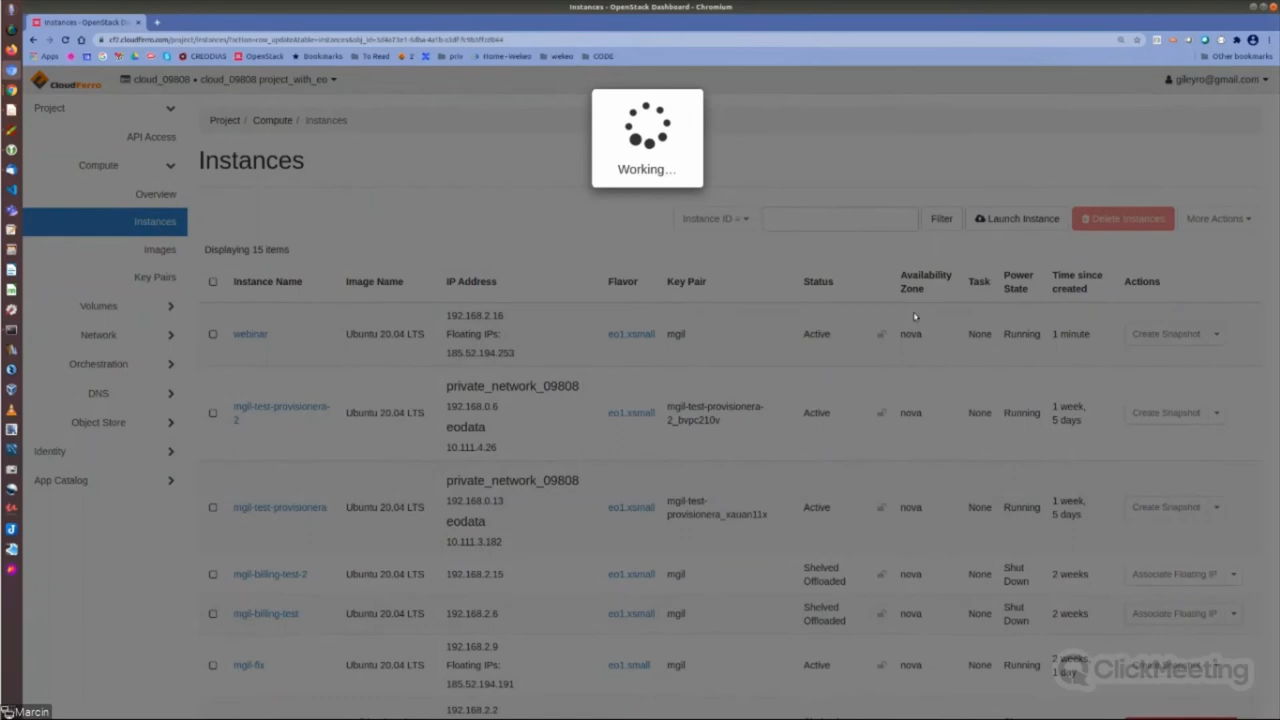 Instances - OpenStack Dashboard - Chromium
Instances - OpenStack Da
Apps
CREODIAS
OpenStack
Bookmarks
To Read
2
priv
Home-Wekeo
wekeo
CODE
Other bookmarks
CloudFerro
cloud_09808 • cloud_09808 project_with_eo
gileyro@gmail.com
Project
API Access
Compute
Overview
Instances
Images
Key Pairs
Volumes
Network
Orchestration
DNS
Object Store
Identity
App Catalog
Project / Compute / Instances
Instances
Working...
Instance ID =
Filter
Launch Instance
Delete Instances
More Actions
Displaying 15 items
Instance Name Image Name IP Address Flavor Key Pair Status Availability Zone Task Power State Time since created Actions
webinar Ubuntu 20.04 LTS 192.168.2.16 Floating IPs: 185.52.194.253 eo1.xsmall mgil Active nova None Running 1 minute Create Snapshot
mgil-test-provisionera-2 Ubuntu 20.04 LTS private_network_09808 192.168.0.6 eodata 10.111.4.26 eo1.xsmall mgil-test-provisionera-2_bvpc210v Active nova None Running 1 week, 5 days Create Snapshot
mgil-test-provisionera Ubuntu 20.04 LTS private_network_09808 192.168.0.13 eodata 10.111.3.182 eo1.xsmall mgil-test-provisionera_xauan11x Active nova None Running 1 week, 5 days Create Snapshot
mgil-billing-test-2 Ubuntu 20.04 LTS 192.168.2.15 eo1.xsmall mgil Shelved Offloaded nova None Shut Down 2 weeks Associate Floating IP
mgil-billing-test Ubuntu 20.04 LTS 192.168.2.6 eo1.xsmall mgil Shelved Offloaded nova None Shut Down 2 weeks Associate Floating IP
mgil-fix Ubuntu 20.04 LTS 192.168.2.9 Floating IPs: 185.52.194.191 eo1.small mgil Active nova None Running 2 weeks, 1 day
192.168.2.2
ClickMeeting
Marcin